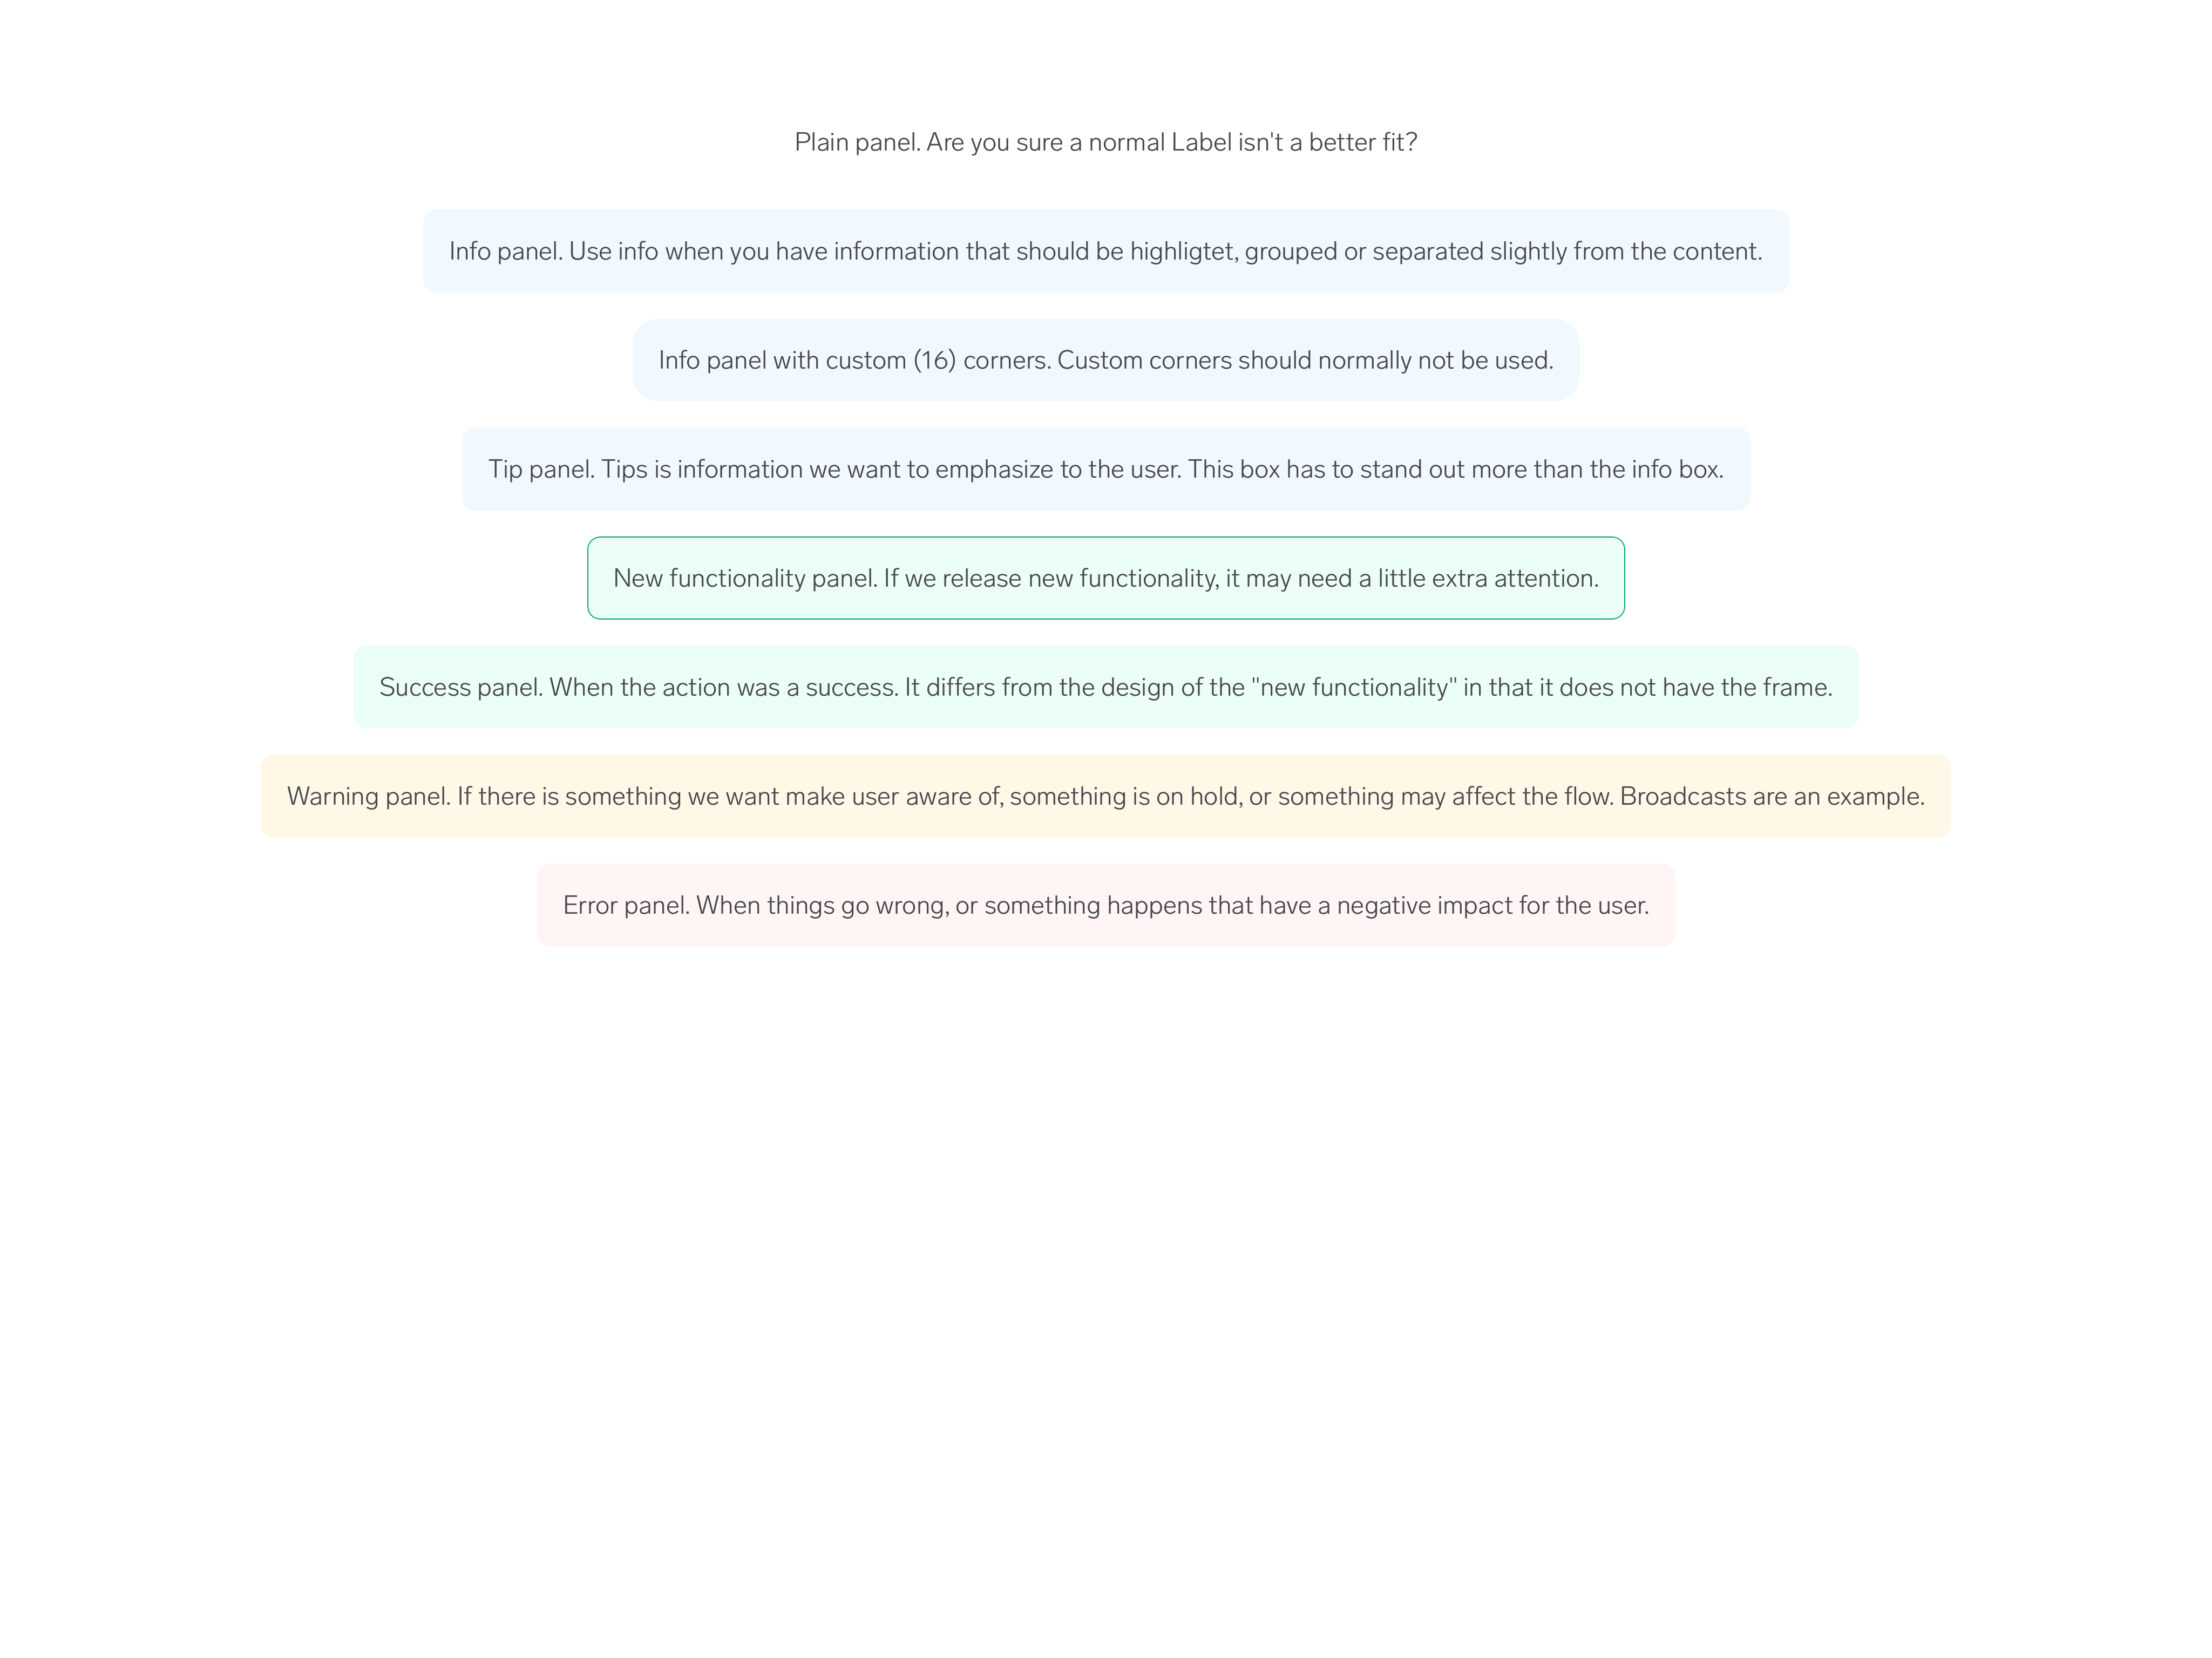 Plain panel. Are you sure a normal Label isn't a better fit?
Info panel. Use info when you have information that should be highligtet, grouped or separated slightly from the content.
Info panel with custom (16) corners. Custom corners should normally not be used.
Tip panel. Tips is information we want to emphasize to the user. This box has to stand out more than the info box.
New functionality panel. If we release new functionality, it may need a little extra attention.
Success panel. When the action was a success. It differs from the design of the "new functionality" in that it does not have the frame.
Warning panel. If there is something we want make user aware of, something is on hold, or something may affect the flow. Broadcasts are an example.
Error panel. When things go wrong, or something happens that have a negative impact for the user.